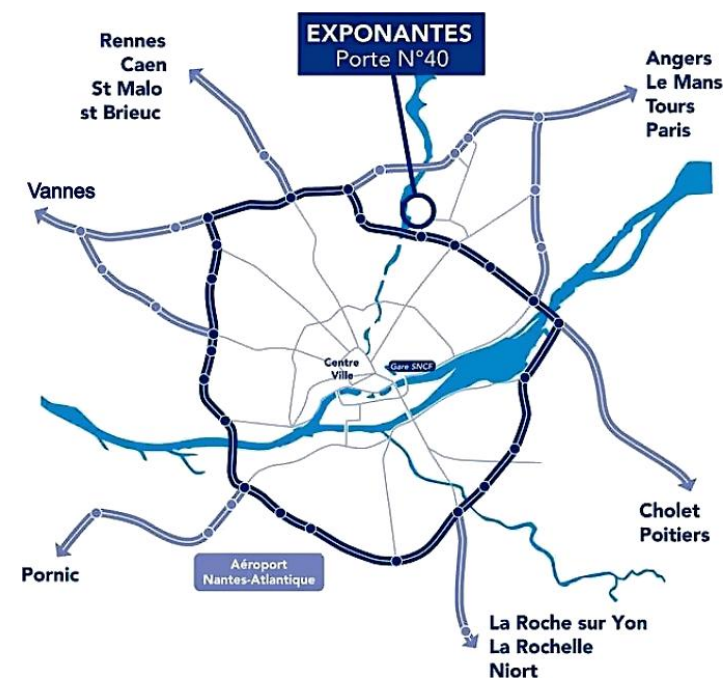 EXPONANTES
Porte N°40
Rennes
Caen
St Malo
st Brieuc
Angers
Le Mans
Tours
Paris
Vannes
Centre
Ville
Gare SNCF
Cholet
Poitiers
Pornic
Aéroport
Nantes-Atlantique
La Roche sur Yon
La Rochelle
Niort